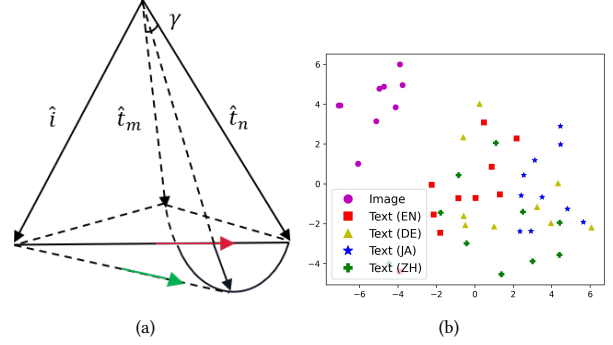 γ
î
t̂ₘ
t̂ₙ
6
4
2
0
−2
−4
−6
−4
−2
0
2
4
6
Image
Text (EN)
Text (DE)
Text (JA)
Text (ZH)
(a)
(b)